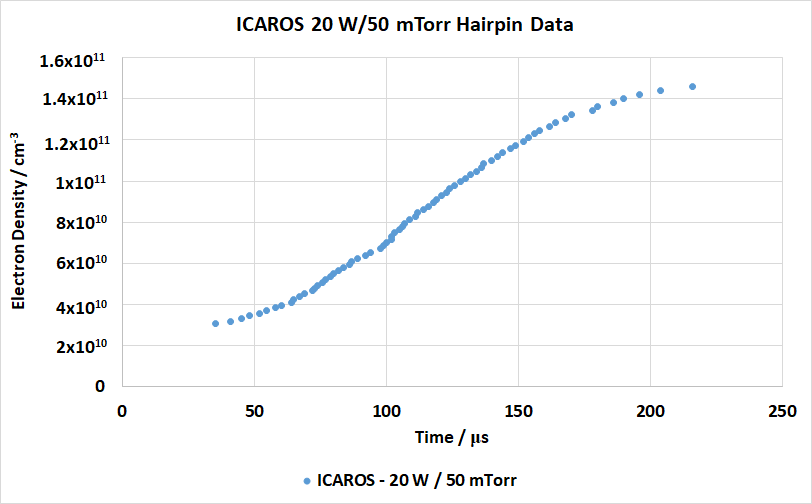 ICAROS 20 W/50 mTorr Hairpin Data
Electron Density / cm⁻³
1.6x10¹¹
1.4x10¹¹
1.2x10¹¹
1x10¹¹
8x10¹⁰
6x10¹⁰
4x10¹⁰
2x10¹⁰
0
0 50 100 150 200 250
Time / µs
ICAROS - 20 W / 50 mTorr